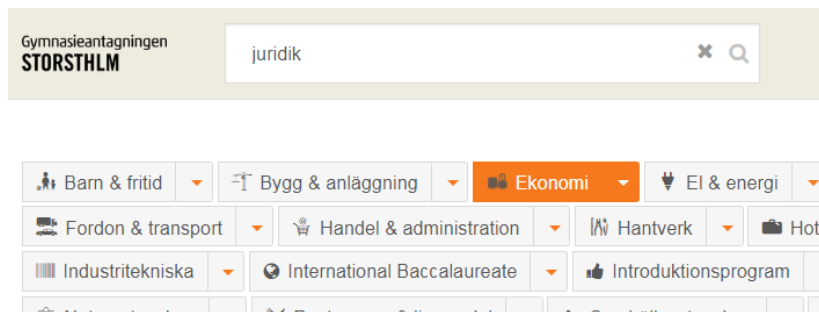 Gymnasieantagningen
STORSTHLM
juridik
Barn & fritid Bygg & anläggning Ekonomi El & energi
Fordon & transport Handel & administration Hantverk Hot
Industritekniska International Baccalaureate Introduktionsprogram